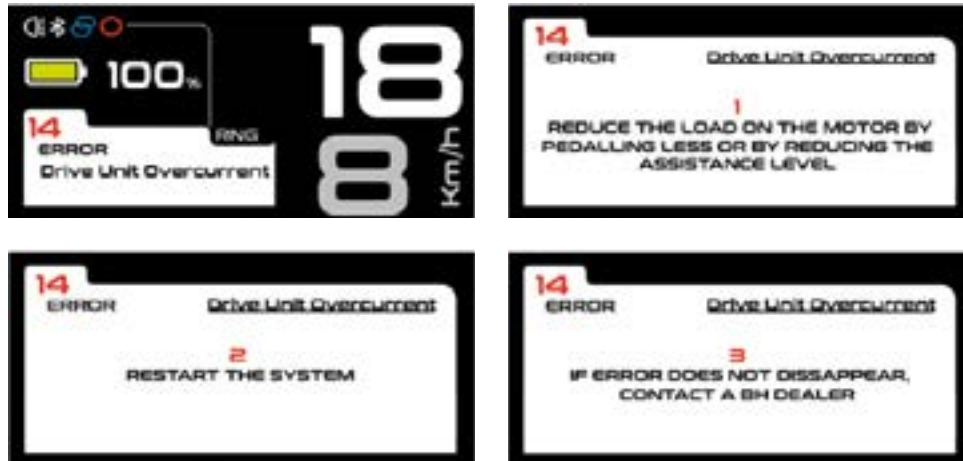 100%
18
8
Km/h
RING
14
ERROR
Drive Unit Overcurrent
14
ERROR
Drive Unit Overcurrent
1
REDUCE THE LOAD ON THE MOTOR BY
PEDALLING LESS OR BY REDUCING THE
ASSISTANCE LEVEL
14
ERROR
Drive Unit Overcurrent
2
RESTART THE SYSTEM
14
ERROR
Drive Unit Overcurrent
3
IF ERROR DOES NOT DISSAPPEAR,
CONTACT A BH DEALER